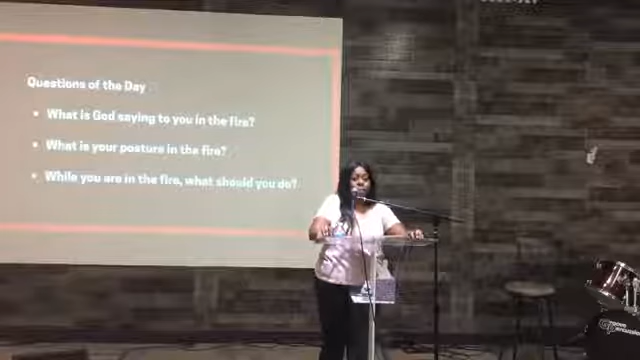 Questions of the Day
• What is God saying to you in the fire?
• What is your posture in the fire?
• While you are in the fire, what should you do?